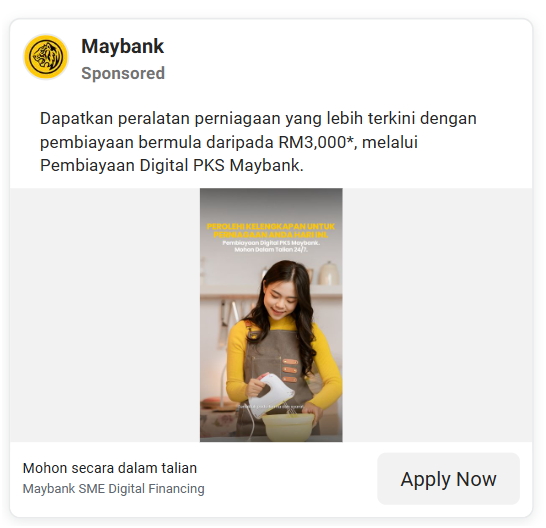 Maybank
Sponsored
Dapatkan peralatan perniagaan yang lebih terkini dengan
pembiayaan bermula daripada RM3,000*, melalui
Pembiayaan Digital PKS Maybank.
PEROLEHI KELENGKAPAN UNTUK
PERNIAGAAN ANDA HARI INI.
Pembiayaan Digital PKS Maybank.
Mohon Dalam Talian 24/7.
Mohon secara dalam talian
Maybank SME Digital Financing
Apply Now